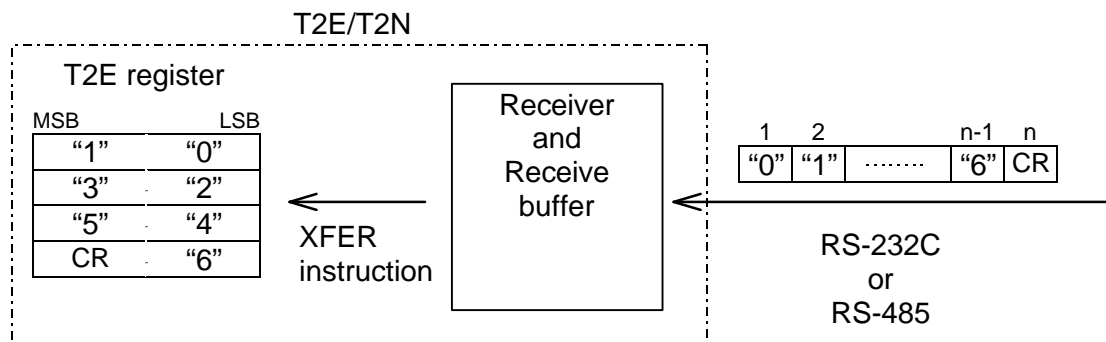 T2E/T2N
T2E register
MSB LSB
“1” “0”
“3” “2”
“5” “4”
CR “6”
XFER
instruction
Receiver
and
Receive
buffer
1 2 n-1 n
“0” “1” ........ “6” CR
RS-232C
or
RS-485